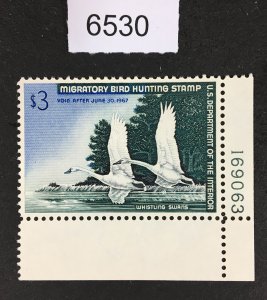 6530
MIGRATORY BIRD HUNTING STAMP
$3
VOID AFTER JUNE 30, 1967
U.S. DEPARTMENT OF THE INTERIOR
WHISTLING SWANS
169063